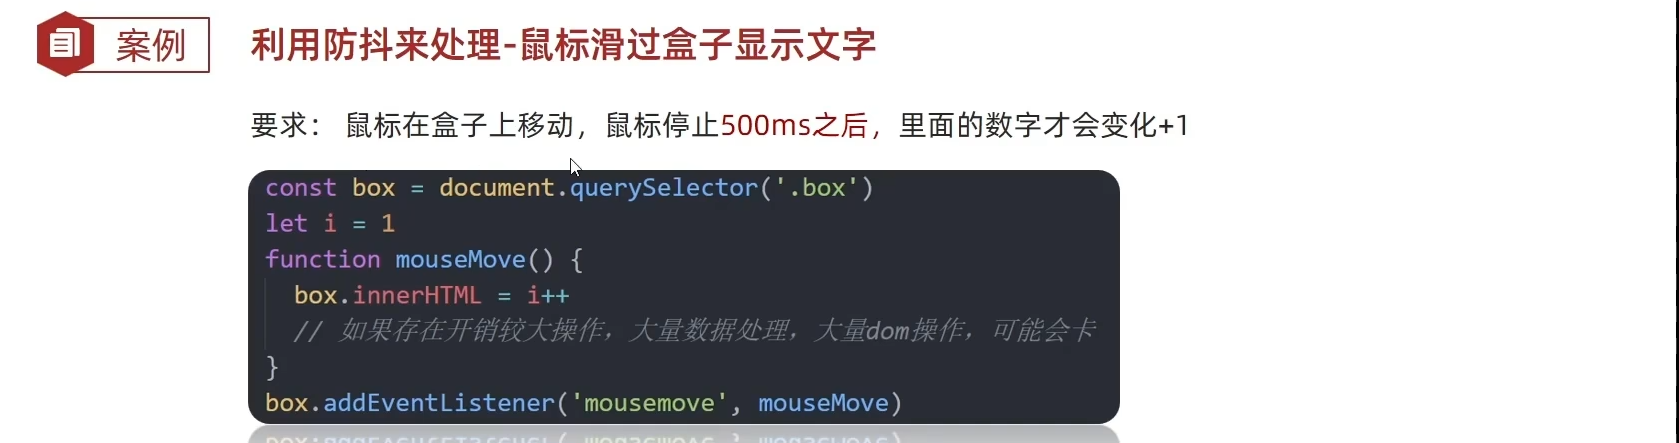 案例
利用防抖来处理-鼠标滑过盒子显示文字
要求： 鼠标在盒子上移动，鼠标停止500ms之后，里面的数字才会变化+1
const box = document.querySelector('.box')
let i = 1
function mouseMove() {
  box.innerHTML = i++
  // 如果存在开销较大操作，大量数据处理，大量dom操作，可能会卡
}
box.addEventListener('mousemove', mouseMove)